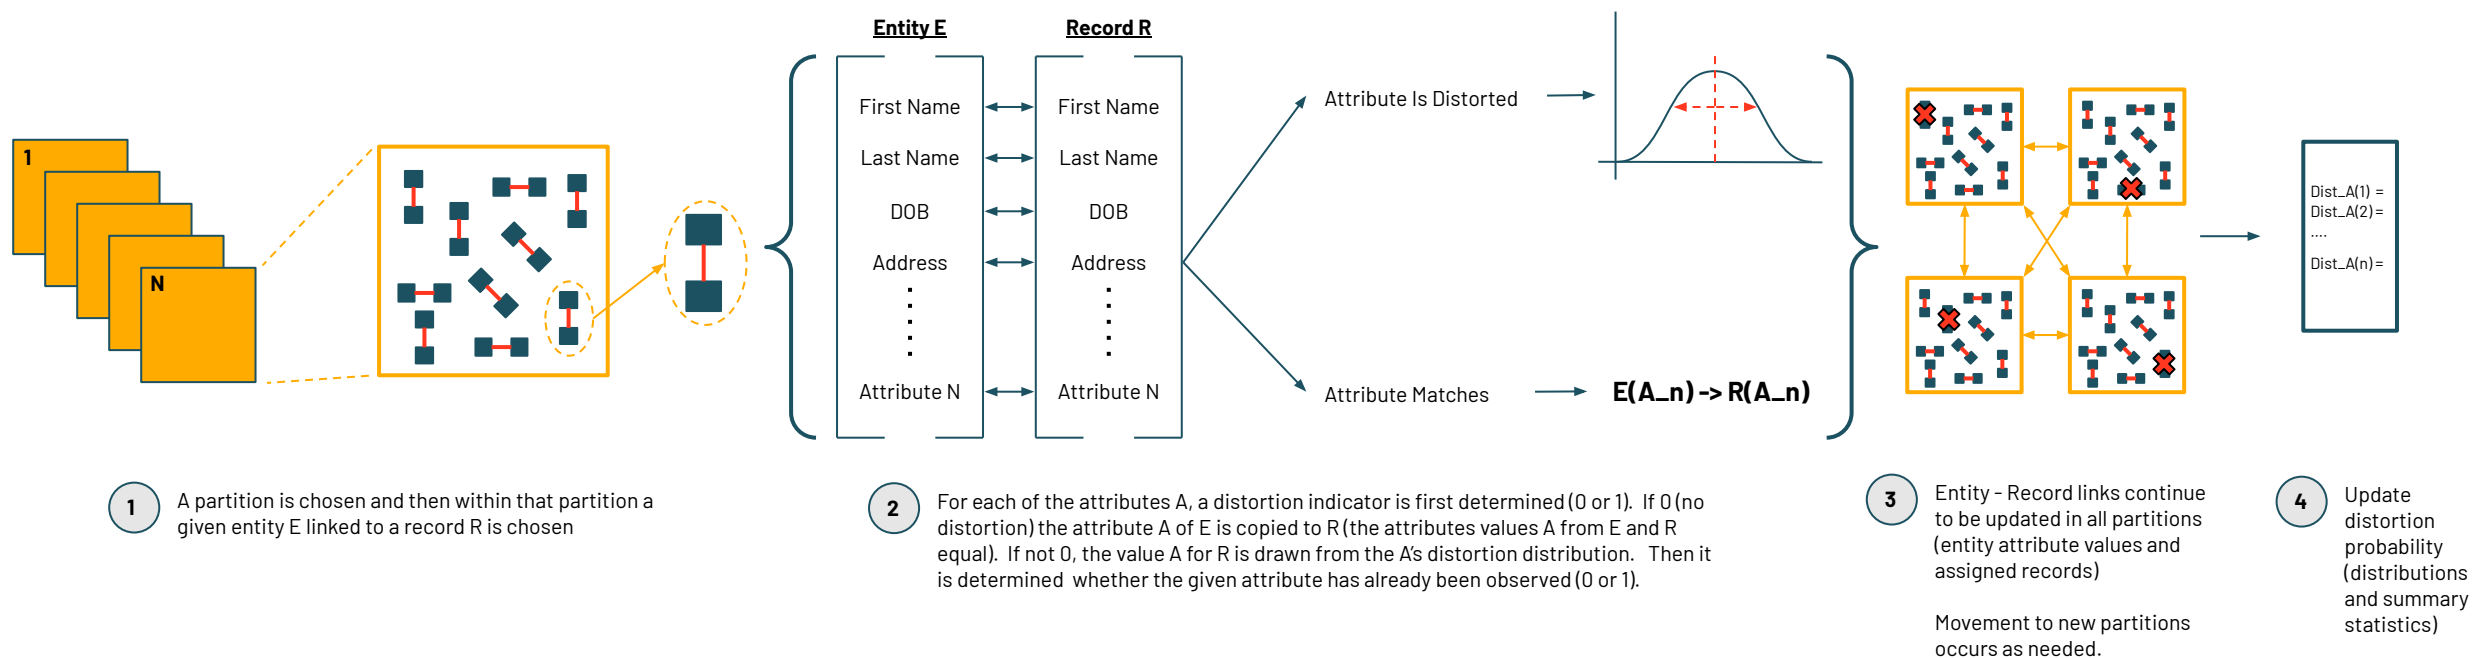 1
N
Entity E
First Name
Last Name
DOB
Address
Attribute N
Record R
First Name
Last Name
DOB
Address
Attribute N
Attribute Is Distorted
Attribute Matches
E(A_n) -> R(A_n)
Dist_A(1) =
Dist_A(2)=
....
Dist_A(n)=
1
A partition is chosen and then within that partition a
given entity E linked to a record R is chosen
2
For each of the attributes A, a distortion indicator is first determined (0 or 1). If 0 (no
distortion) the attribute A of E is copied to R (the attributes values A from E and R
equal). If not 0, the value A for R is drawn from the A's distortion distribution. Then it
is determined whether the given attribute has already been observed (0 or 1).
3
Entity - Record links continue
to be updated in all partitions
(entity attribute values and
assigned records)
Movement to new partitions
occurs as needed.
4
Update
distortion
probability
(distributions
and summary
statistics)